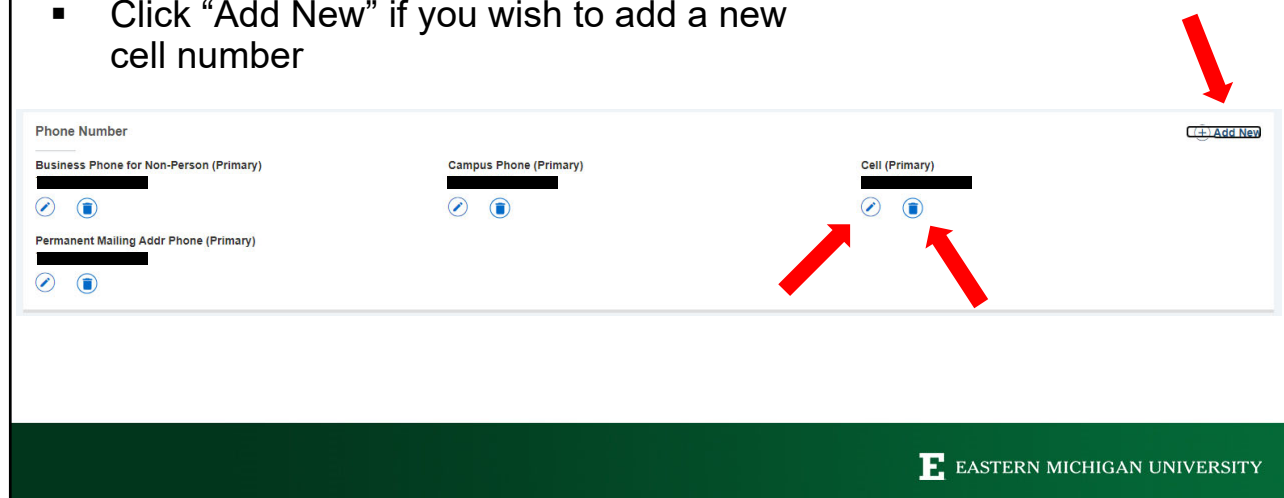 ▪ Click “Add New” if you wish to add a new
cell number
Phone Number
+ Add New
Business Phone for Non-Person (Primary)
Campus Phone (Primary)
Cell (Primary)
Permanent Mailing Addr Phone (Primary)
E EASTERN MICHIGAN UNIVERSITY